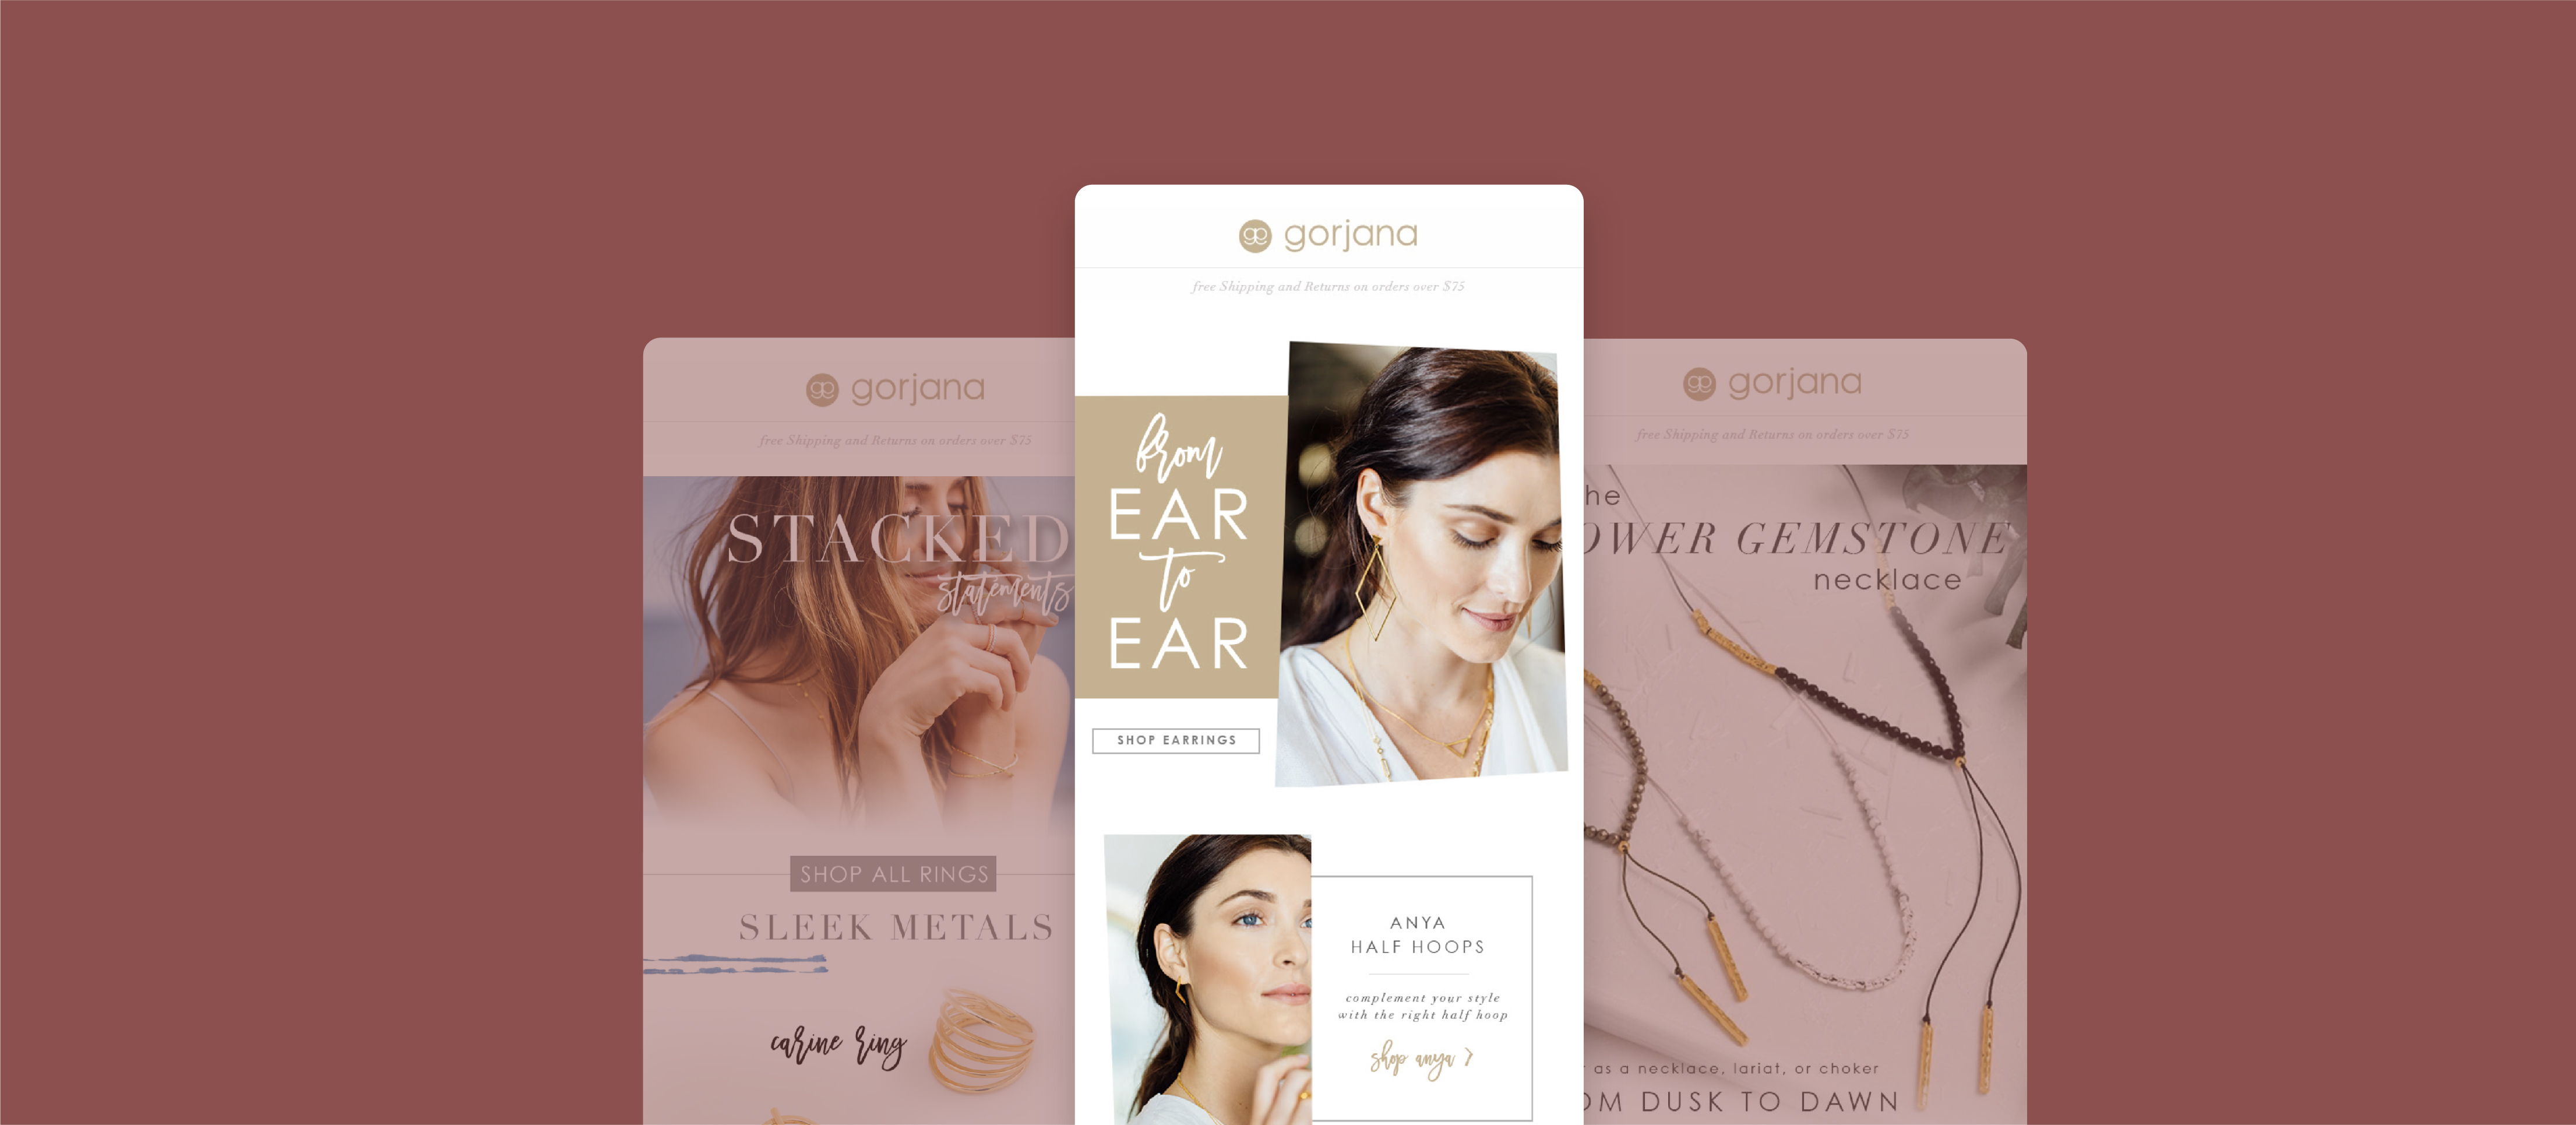 gorjana
free Shipping and Returns on orders over $75
STACKED
statements
SHOP ALL RINGS
SLEEK METALS
carine ring
gorjana
free Shipping and Returns on orders over $75
from
EAR
to
EAR
SHOP EARRINGS
ANYA
HALF HOOPS
complement your style
with the right half hoop
shop anya >
gorjana
free Shipping and Returns on orders over $75
he
OWER GEMSTONE
necklace
as a necklace, lariat, or choker
OM DUSK TO DAWN